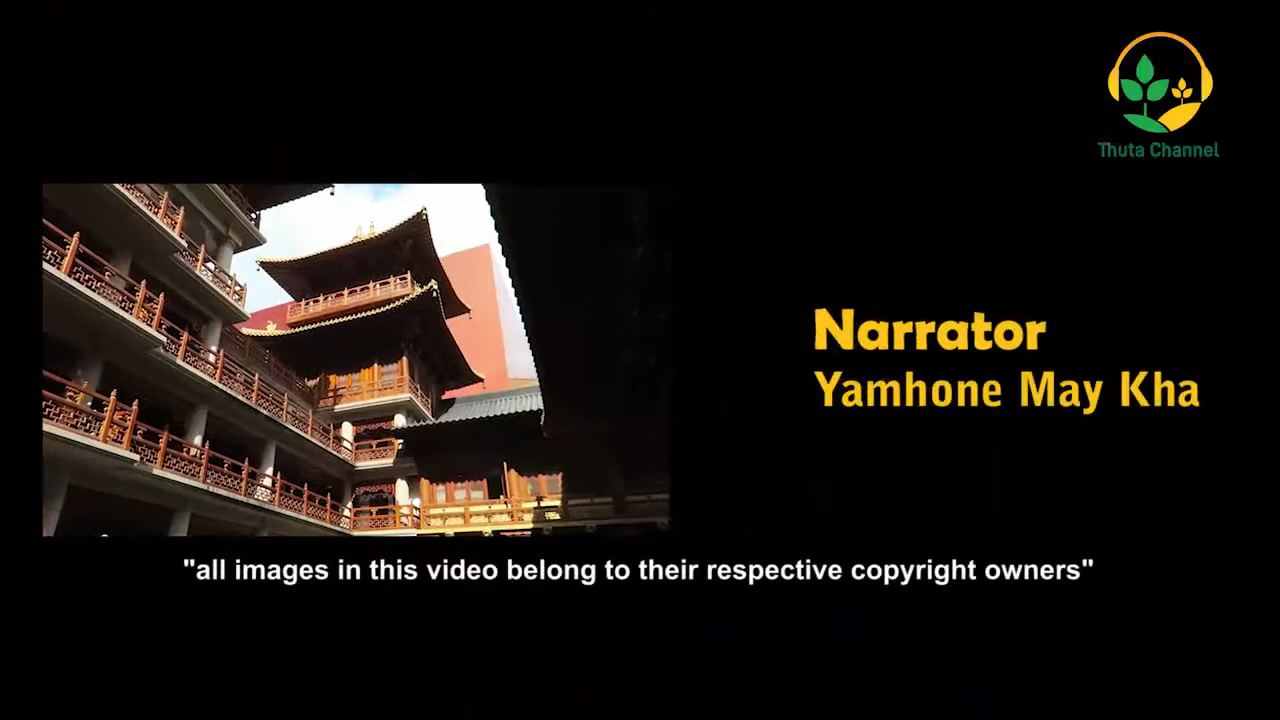 Thuta Channel
Narrator
Yamhone May Kha
"all images in this video belong to their respective copyright owners"